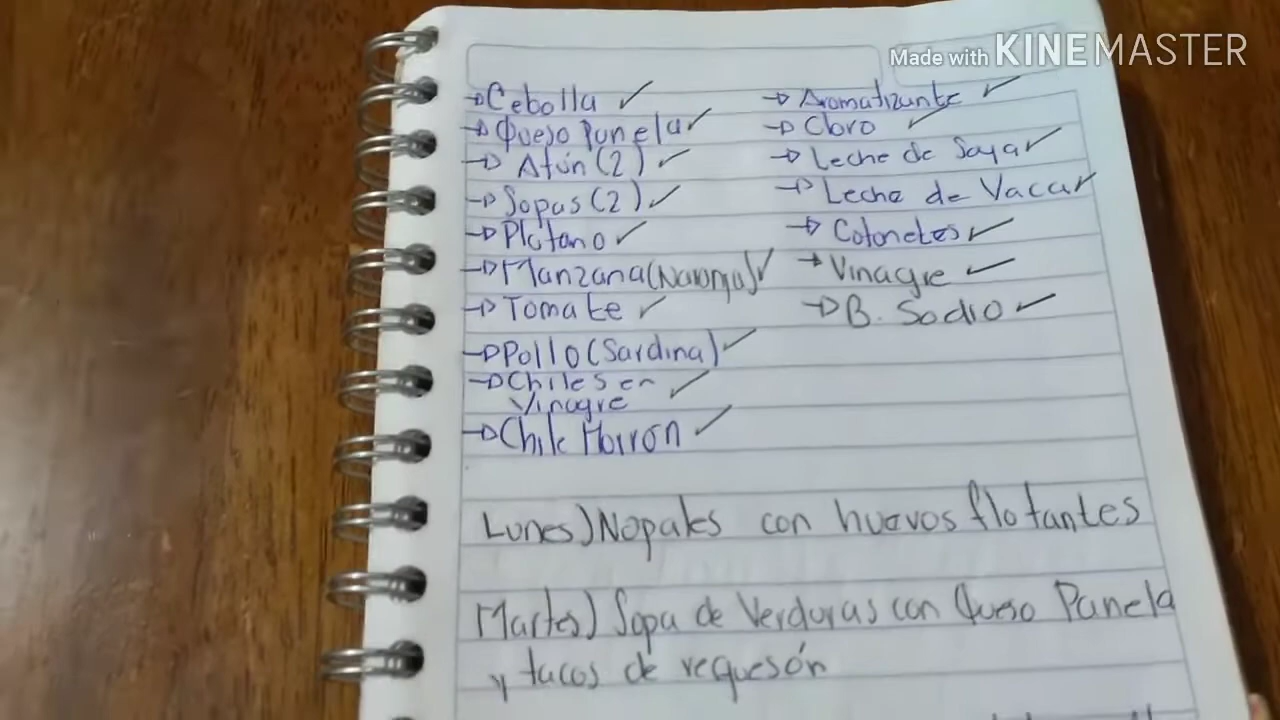 Made with KINEMASTER
→Cebolla ✓
→Queso Panela ✓
→Atún (2) ✓
→Sopas (2) ✓
→Plátano ✓
→Manzana (Naranja) ✓
→Tomate ✓
→Pollo (Sardina) ✓
→Chiles en ✓
Vinagre
→Chile Morrón ✓
→Aromatizante ✓
→Cloro ✓
→Leche de Soya ✓
→Leche de Vaca ✓
→Cotonetes ✓
→Vinagre ✓
→B. Sodio ✓
Lunes) Nopales con huevos flotantes
Martes) Sopa de Verduras con Queso Panela
y tacos de requesón